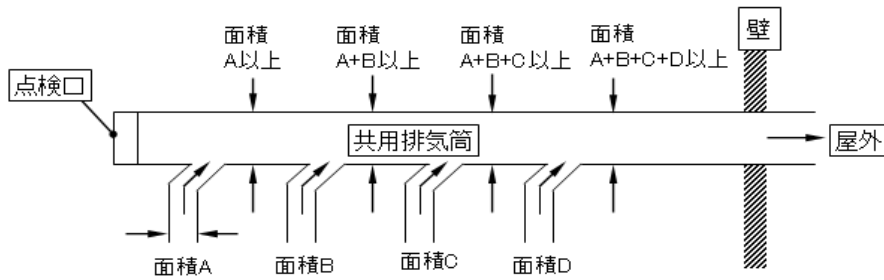 面積
A以上
面積
A+B以上
面積
A+B+C以上
面積
A+B+C+D以上
壁
点検口
共用排気筒
屋外
面積A
面積B
面積C
面積D